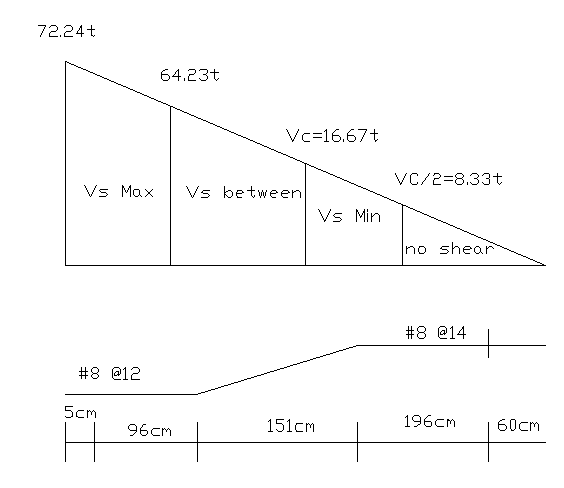 72.24t
64.23t
Vc=16.67t
VC/2=8.33t
Vs Max
Vs between
Vs Min
no shear
#8 @14
#8 @12
5cm
96cm
151cm
196cm
60cm